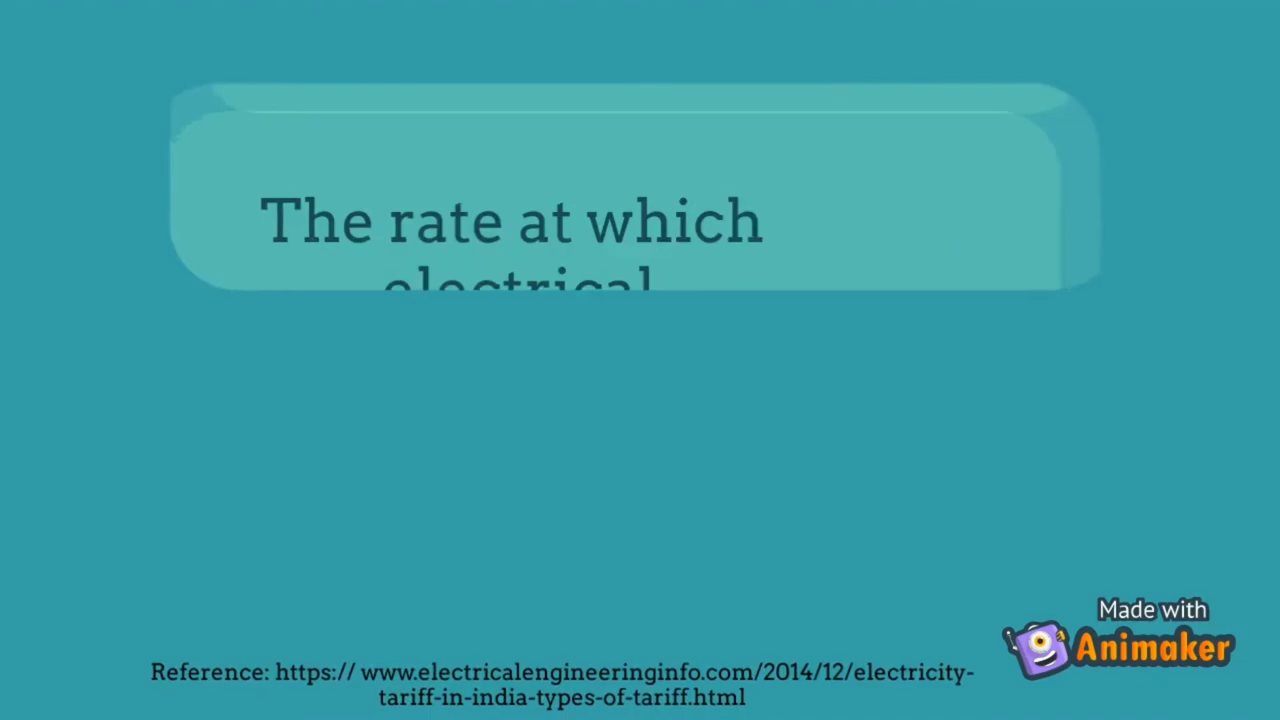 The rate at which
electrical
Made with
Animaker
Reference: https:// www.electricalengineeringinfo.com/2014/12/electricity-
tariff-in-india-types-of-tariff.html